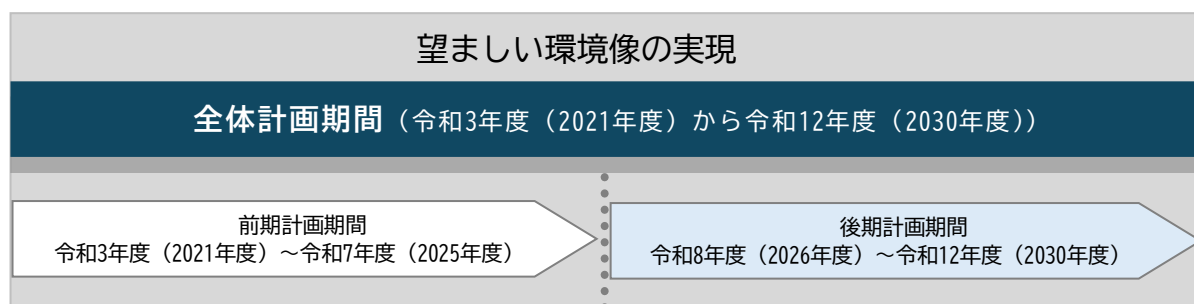 望ましい環境像の実現
全体計画期間（令和3年度（2021年度）から令和12年度（2030年度））
前期計画期間
令和3年度（2021年度）～令和7年度（2025年度）
後期計画期間
令和8年度（2026年度）～令和12年度（2030年度）